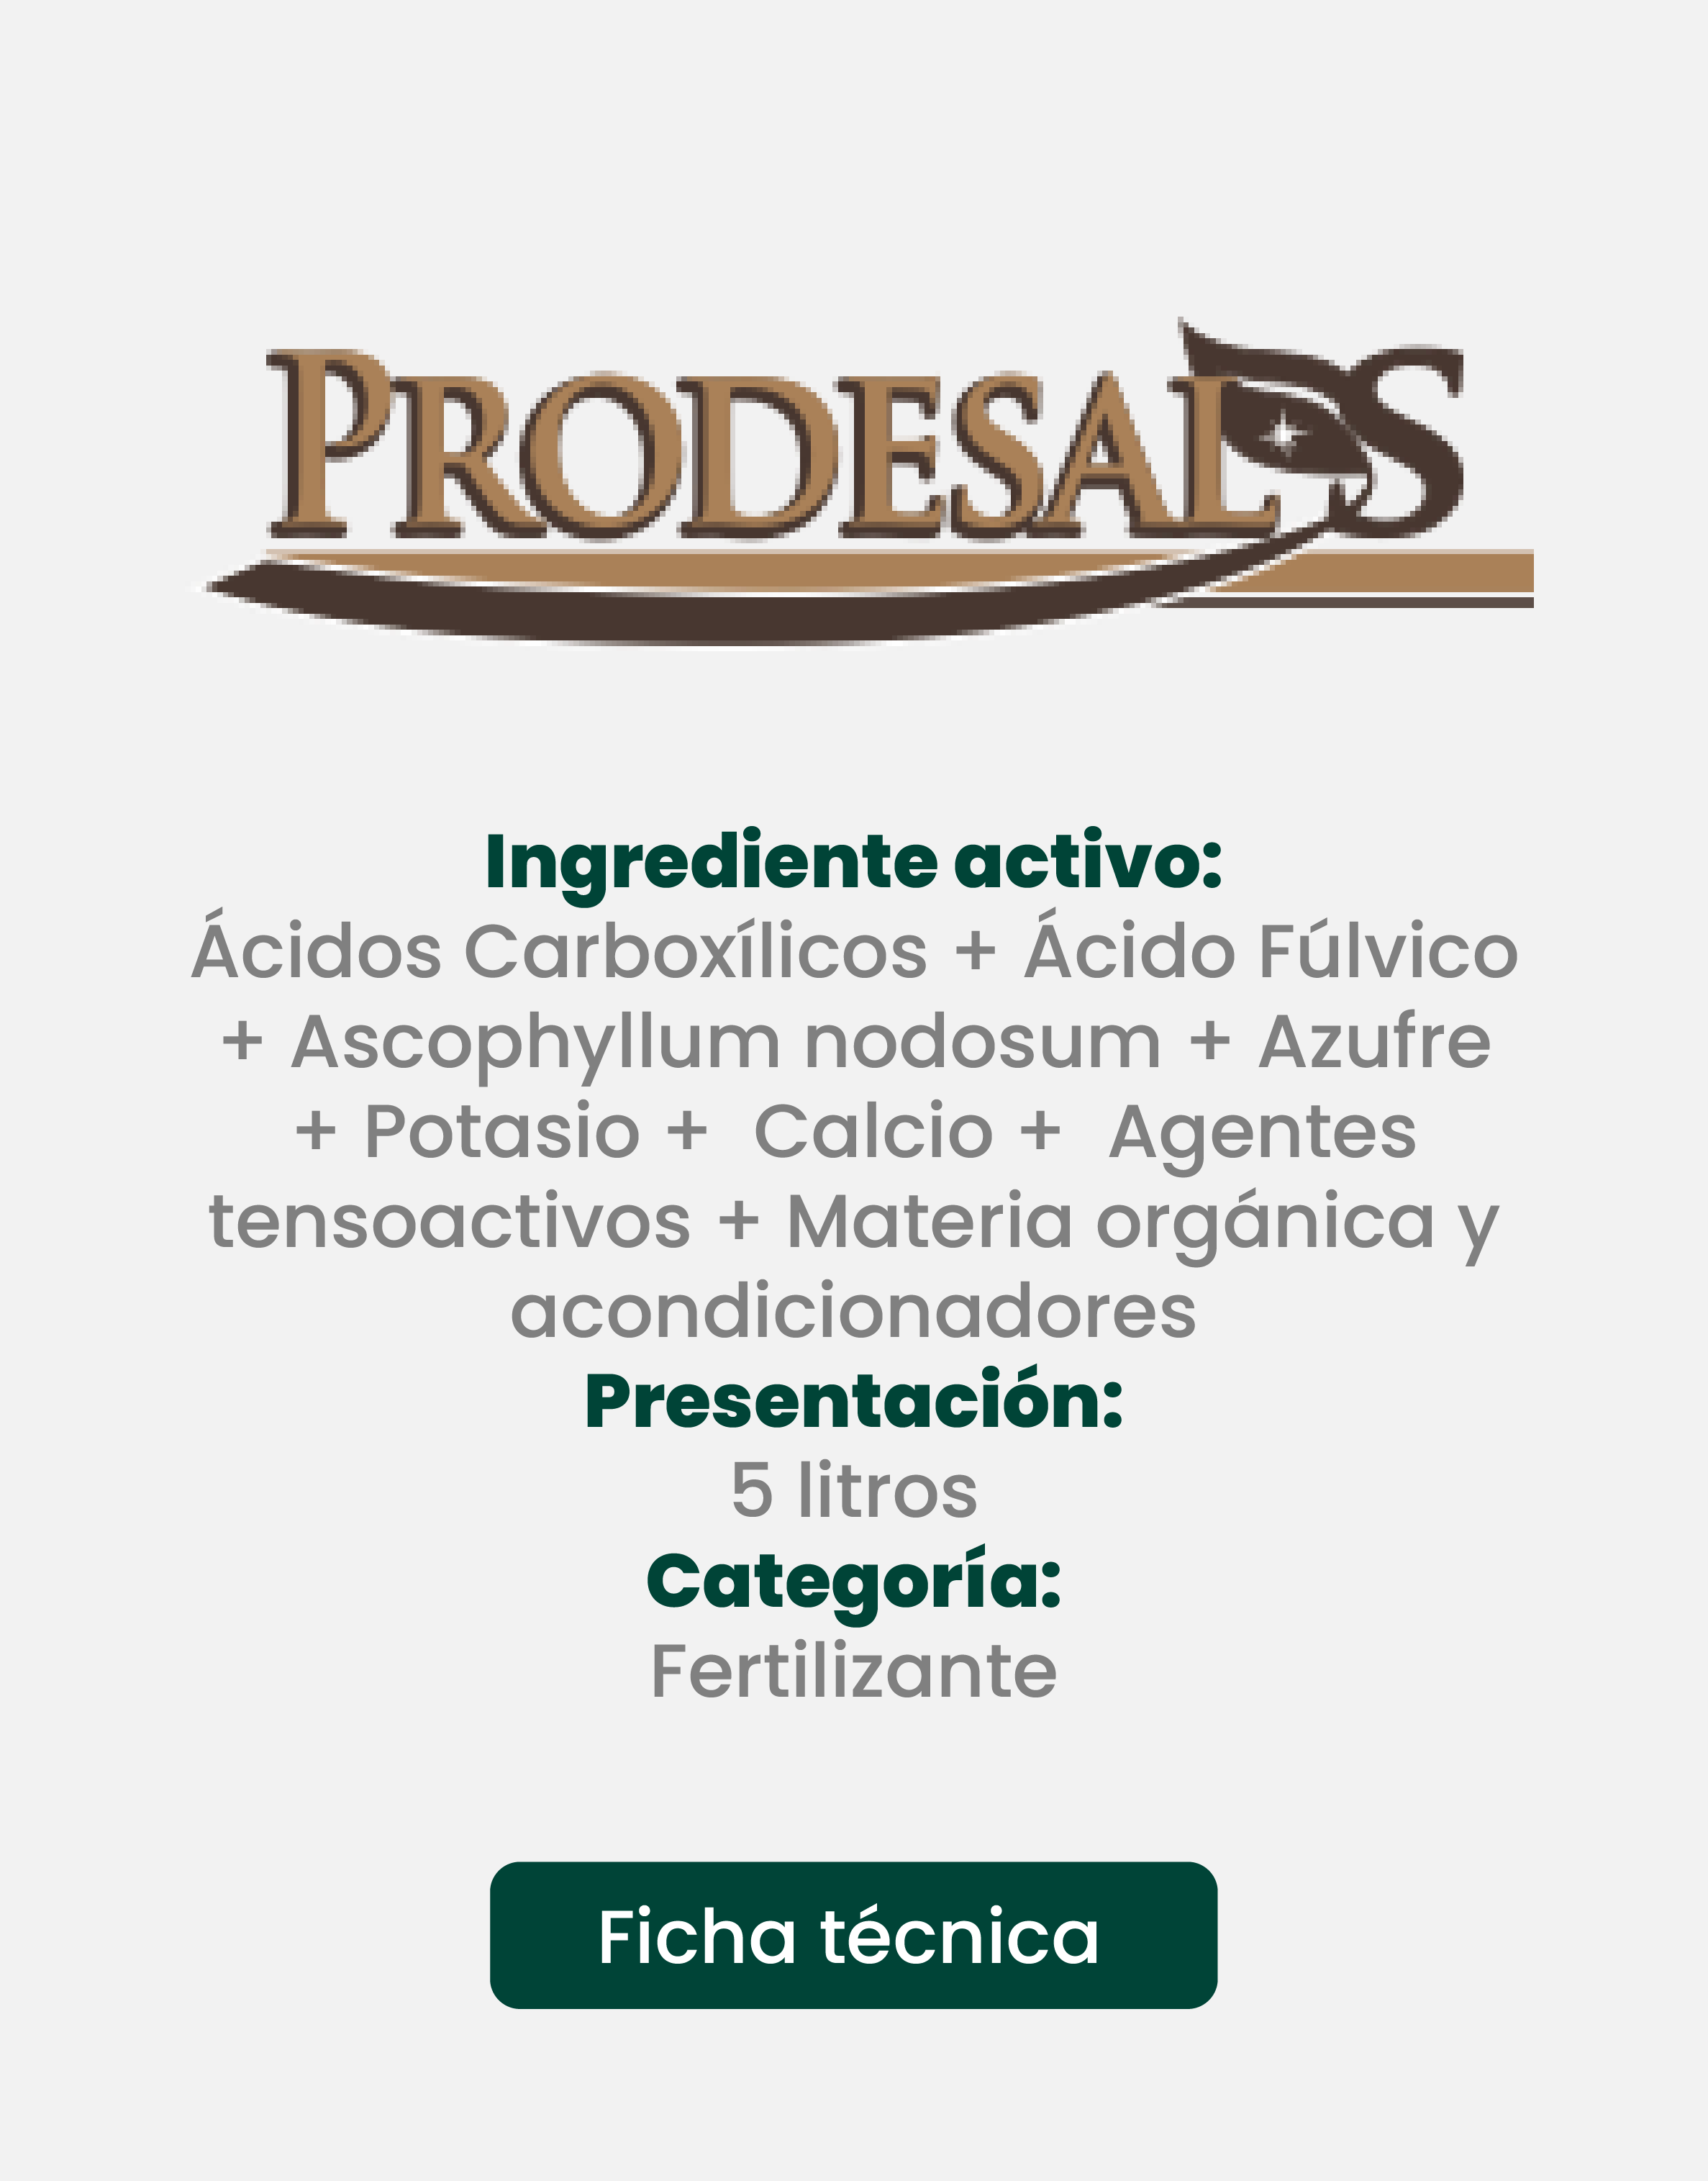 PRODESAL S
Ingrediente activo:
Ácidos Carboxílicos + Ácido Fúlvico
+ Ascophyllum nodosum + Azufre
+ Potasio +  Calcio +  Agentes
tensoactivos + Materia orgánica y
acondicionadores
Presentación:
5 litros
Categoría:
Fertilizante
Ficha técnica